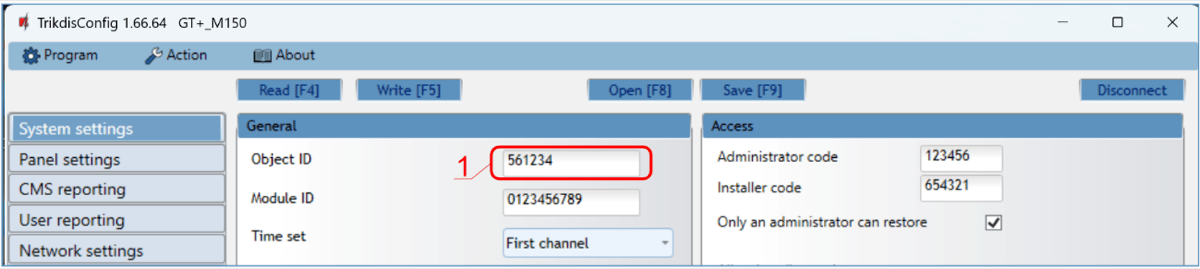 TrikdisConfig 1.66.64 GT+_M150
Program Action About
Read [F4] Write [F5] Open [F8] Save [F9] Disconnect
System settings
Panel settings
CMS reporting
User reporting
Network settings
General
Object ID 561234
1
Module ID 0123456789
Time set First channel
Access
Administrator code 123456
Installer code 654321
Only an administrator can restore